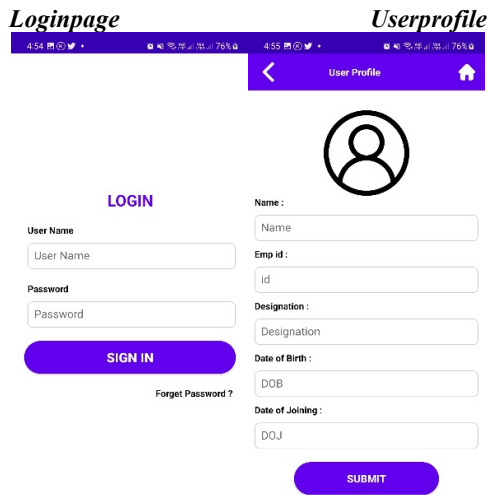 Loginpage
Userprofile
4:54
76%
4:55
76%
User Profile
LOGIN
User Name
User Name
Password
Password
SIGN IN
Forget Password ?
Name :
Name
Emp id :
id
Designation :
Designation
Date of Birth :
DOB
Date of Joining :
DOJ
SUBMIT